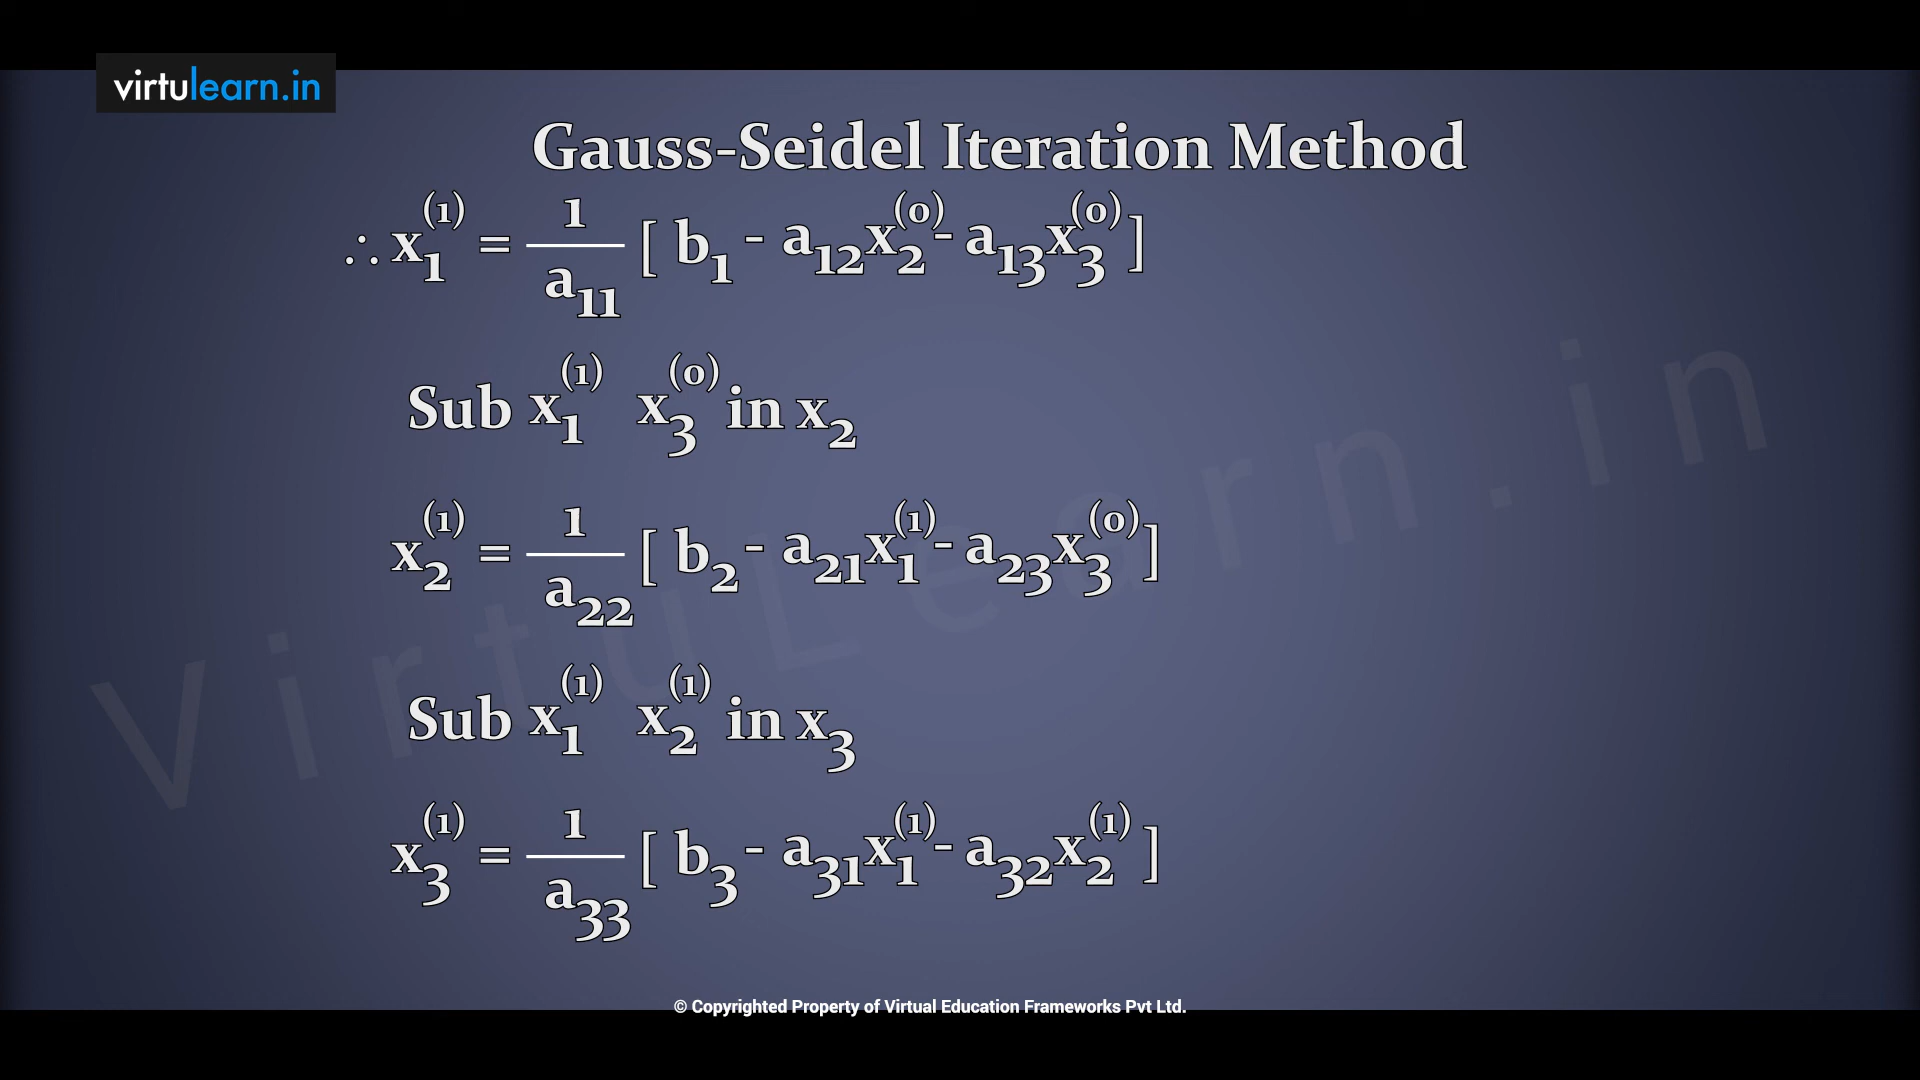 virtulearn.in
Gauss-Seidel Iteration Method
∴ x₁⁽¹⁾ = 1/a₁₁ [ b₁ - a₁₂x₂⁽⁰⁾ - a₁₃x₃⁽⁰⁾ ]
Sub x₁⁽¹⁾ x₃⁽⁰⁾ in x₂
x₂⁽¹⁾ = 1/a₂₂ [ b₂ - a₂₁x₁⁽¹⁾ - a₂₃x₃⁽⁰⁾ ]
Sub x₁⁽¹⁾ x₂⁽¹⁾ in x₃
x₃⁽¹⁾ = 1/a₃₃ [ b₃ - a₃₁x₁⁽¹⁾ - a₃₂x₂⁽¹⁾ ]
VirtuLearn.in
© Copyrighted Property of Virtual Education Frameworks Pvt Ltd.